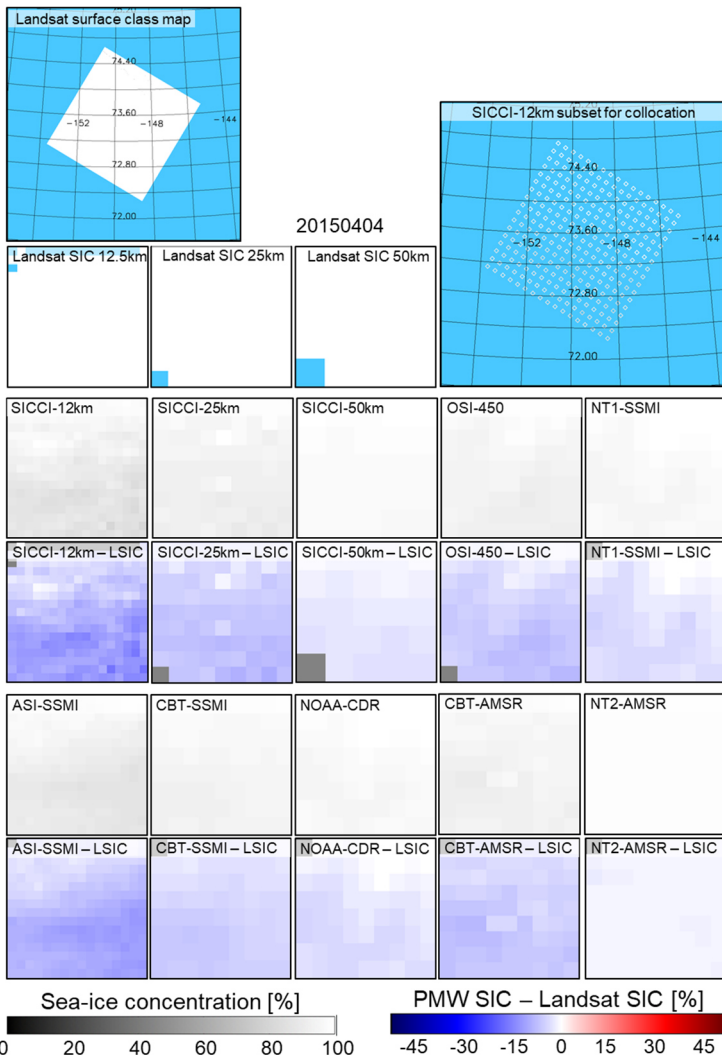 Landsat surface class map
74.40
73.60
-152
-148
-144
72.80
72.00
SICCI-12km subset for collocation
74.40
73.60
-152
-148
-144
72.80
72.00
20150404
Landsat SIC 12.5km
Landsat SIC 25km
Landsat SIC 50km
SICCI-12km
SICCI-25km
SICCI-50km
OSI-450
NT1-SSMI
SICCI-12km – LSIC
SICCI-25km – LSIC
SICCI-50km – LSIC
OSI-450 – LSIC
NT1-SSMI – LSIC
ASI-SSMI
CBT-SSMI
NOAA-CDR
CBT-AMSR
NT2-AMSR
ASI-SSMI – LSIC
CBT-SSMI – LSIC
NOAA-CDR – LSIC
CBT-AMSR – LSIC
NT2-AMSR – LSIC
Sea-ice concentration [%]
0 20 40 60 80 100
PMW SIC – Landsat SIC [%]
-45 -30 -15 0 15 30 45